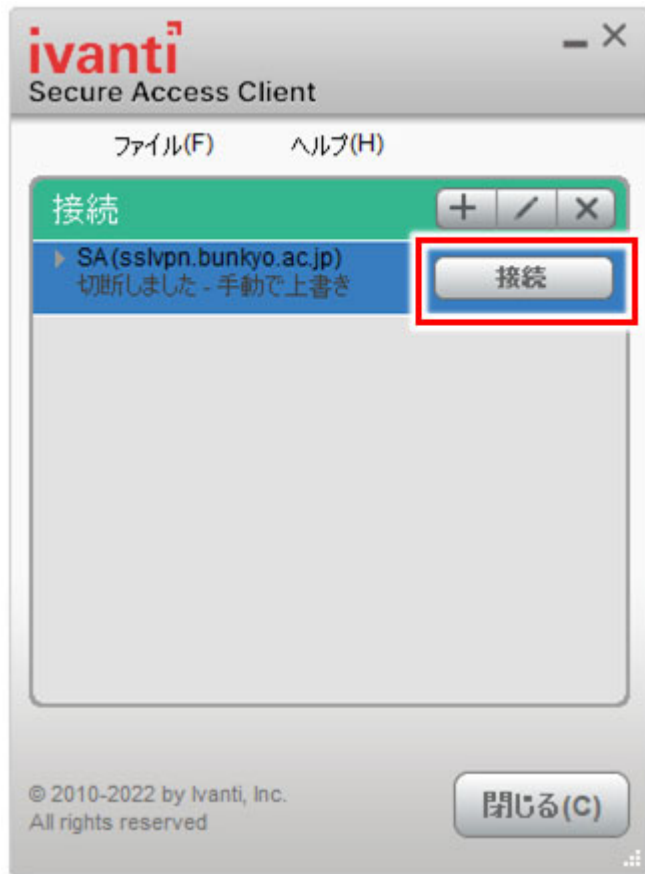 ivanti
Secure Access Client
ファイル(F) ヘルプ(H)
接続
SA(sslvpn.bunkyo.ac.jp)
切断しました - 手動で上書き
接続
© 2010-2022 by Ivanti, Inc.
All rights reserved
閉じる(C)